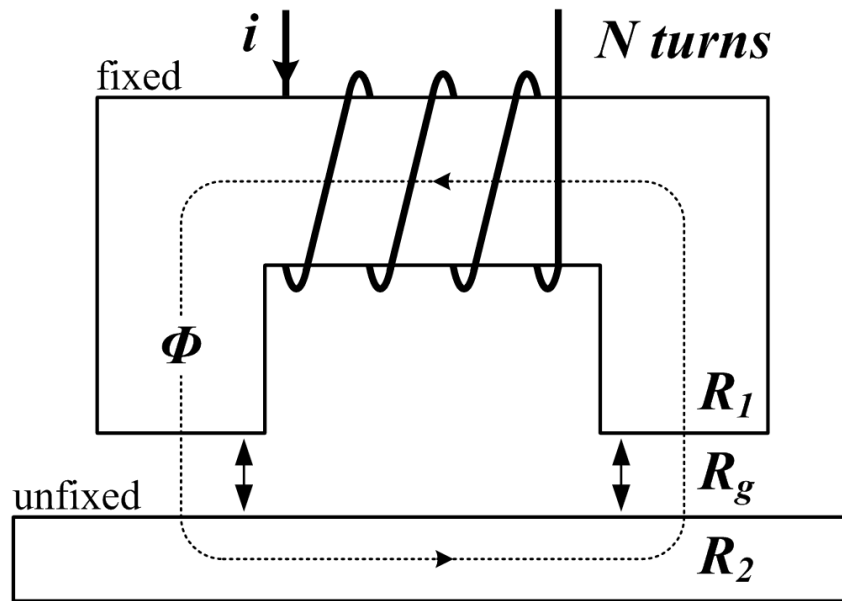 i
N turns
fixed
Φ
R1
Rg
unfixed
R2